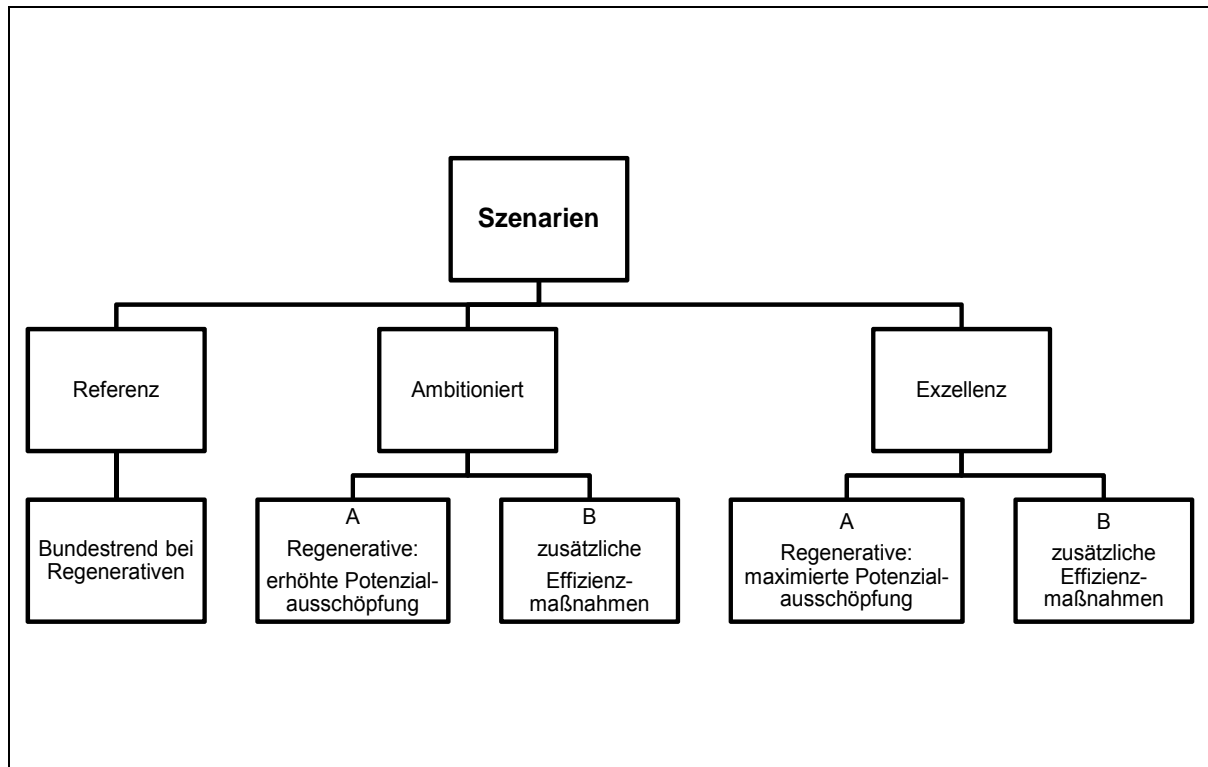 Szenarien
Referenz
Ambitioniert
Exzellenz
Bundestrend bei
Regenerativen
A
Regenerative:
erhöhte Potenzial-
ausschöpfung
B
zusätzliche
Effizienz-
maßnahmen
A
Regenerative:
maximierte Potenzial-
ausschöpfung
B
zusätzliche
Effizienz-
maßnahmen